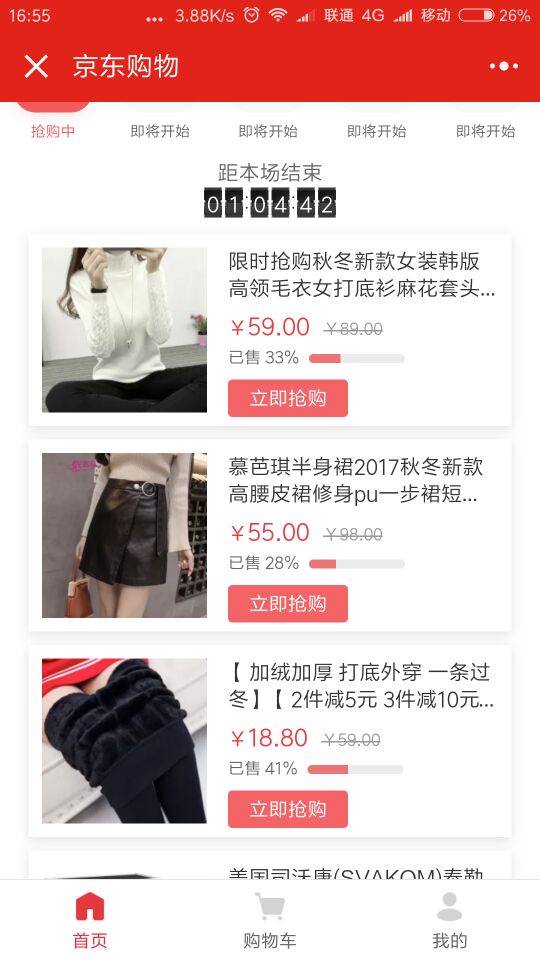 16:55 ... 3.88K/s 联通 4G 移动 26%
京东购物
抢购中 即将开始 即将开始 即将开始 即将开始
距本场结束
01:04:42
限时抢购秋冬新款女装韩版
高领毛衣女打底衫麻花套头...
￥59.00 ￥89.00
已售 33%
立即抢购
慕芭琪半身裙2017秋冬新款
高腰皮裙修身pu一步裙短...
￥55.00 ￥98.00
已售 28%
立即抢购
【 加绒加厚 打底外穿 一条过
冬】【 2件减5元 3件减10元...
￥18.80 ￥59.00
已售 41%
立即抢购
美国司沃康(SVAKOM)泰勒
首页 购物车 我的